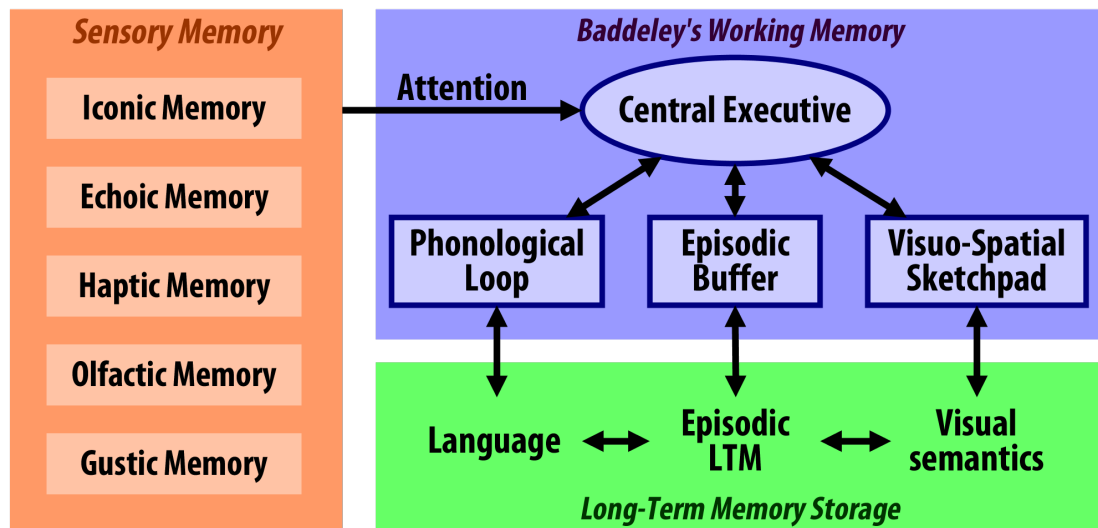 Sensory Memory
Iconic Memory
Echoic Memory
Haptic Memory
Olfactic Memory
Gustic Memory
Attention
Baddeley's Working Memory
Central Executive
Phonological
Loop
Episodic
Buffer
Visuo-Spatial
Sketchpad
Language
Episodic
LTM
Visual
semantics
Long-Term Memory Storage